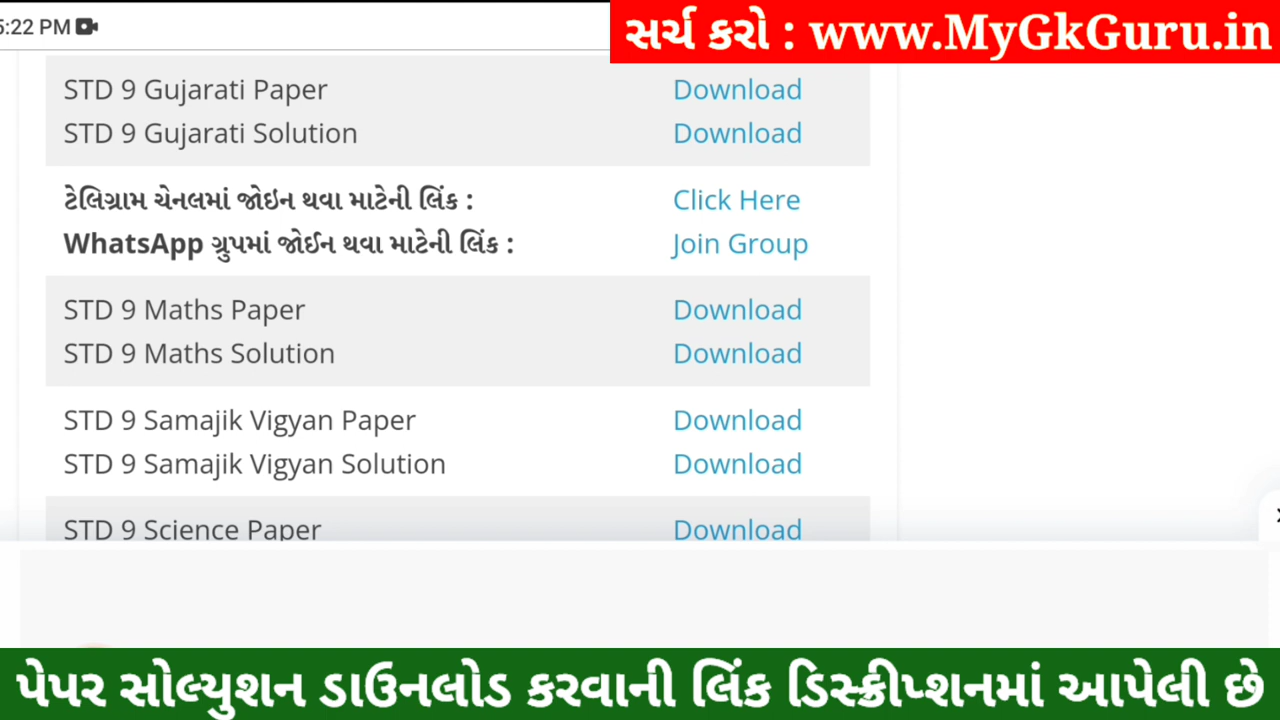 5:22 PM
સર્ચ કરો : www.MyGkGuru.in
STD 9 Gujarati Paper Download
STD 9 Gujarati Solution Download
ટેલિગ્રામ ચેનલમાં જોઇન થવા માટેની લિંક : Click Here
WhatsApp ગ્રુપમાં જોઈન થવા માટેની લિંક : Join Group
STD 9 Maths Paper Download
STD 9 Maths Solution Download
STD 9 Samajik Vigyan Paper Download
STD 9 Samajik Vigyan Solution Download
STD 9 Science Paper Download
પેપર સોલ્યુશન ડાઉનલોડ કરવાની લિંક ડિસ્ક્રીપ્શનમાં આપેલી છે